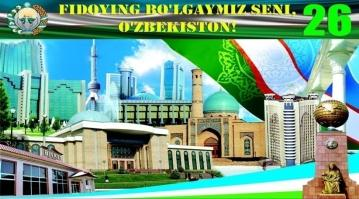 FIDOYING BO'LGAYMIZ SENI,
O'ZBEKISTON!
26